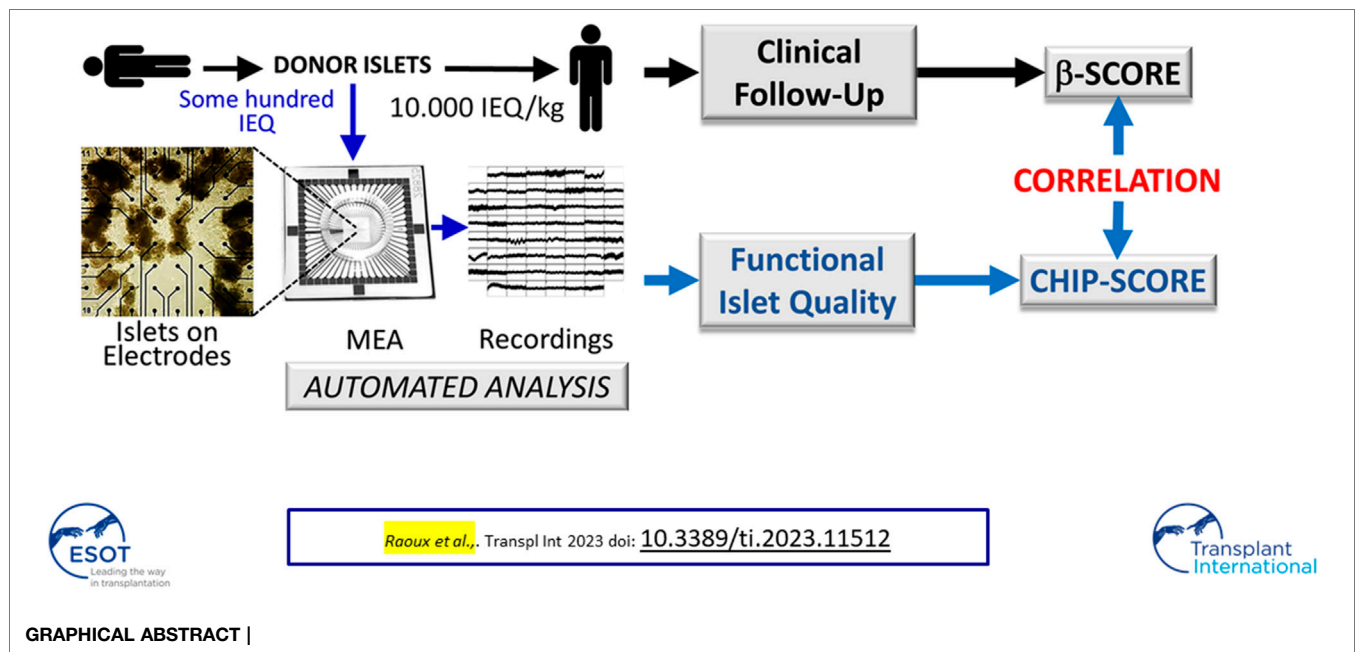 DONOR ISLETS
Some hundred
IEQ
10.000 IEQ/kg
Clinical
Follow-Up
β-SCORE
CORRELATION
Islets on
Electrodes
MEA
Recordings
AUTOMATED ANALYSIS
Functional
Islet Quality
CHIP-SCORE
ESOT
Leading the way
in transplantation
Raoux et al.,. Transpl Int 2023 doi: 10.3389/ti.2023.11512
Transplant
International
GRAPHICAL ABSTRACT |